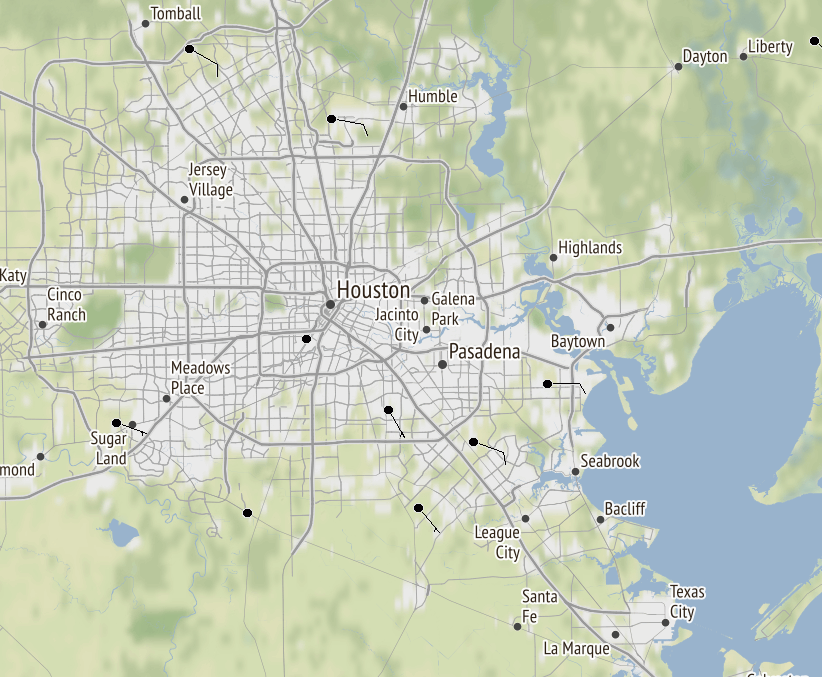 Tomball
Liberty
Dayton
Humble
Jersey
Village
Highlands
Katy
Houston
Cinco
Ranch
Galena
Park
Jacinto
City
Baytown
Pasadena
Meadows
Place
Sugar
Land
mond
Seabrook
Bacliff
League
City
Santa
Fe
Texas
City
La Marque